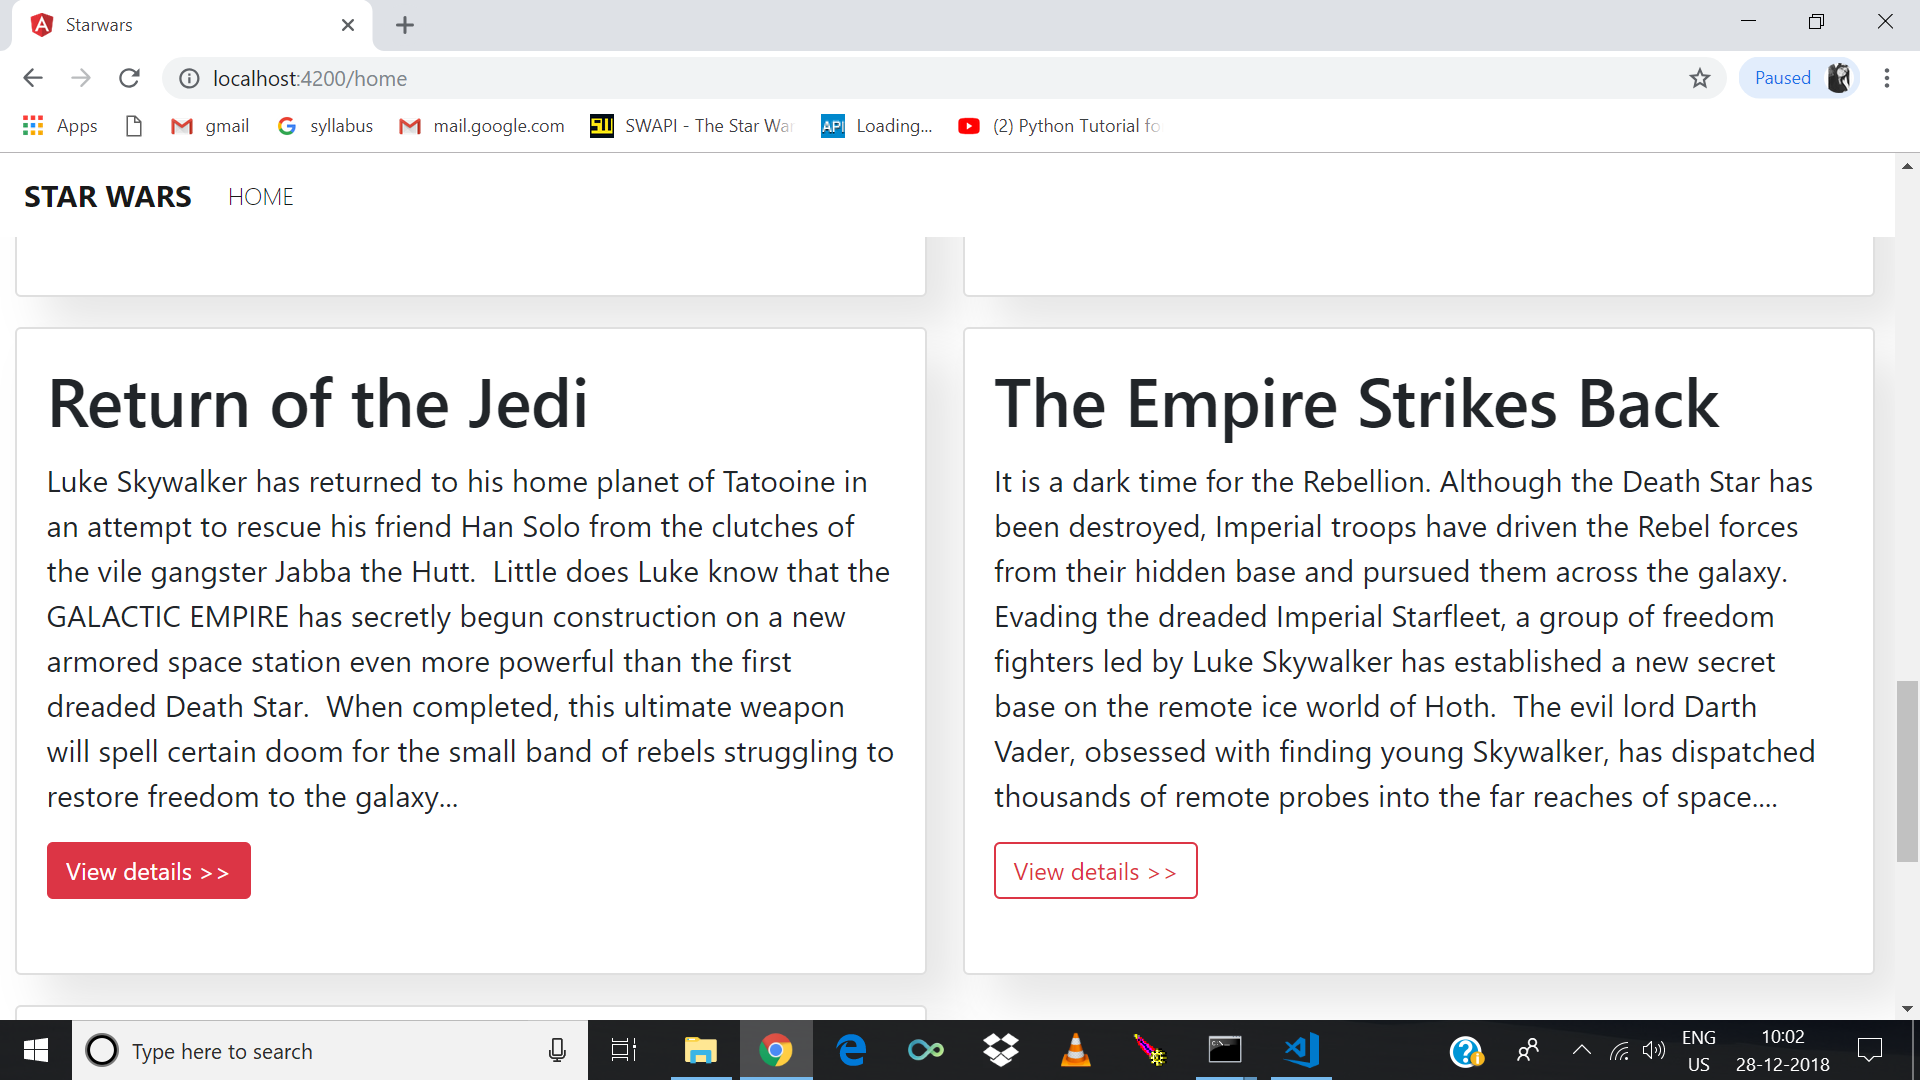 Starwars
localhost:4200/home
Paused
Apps
gmail
syllabus
mail.google.com
SW
SWAPI - The Star War
API
Loading...
(2) Python Tutorial fo
STAR WARS
HOME
Return of the Jedi
Luke Skywalker has returned to his home planet of Tatooine in
an attempt to rescue his friend Han Solo from the clutches of
the vile gangster Jabba the Hutt.  Little does Luke know that the
GALACTIC EMPIRE has secretly begun construction on a new
armored space station even more powerful than the first
dreaded Death Star.  When completed, this ultimate weapon
will spell certain doom for the small band of rebels struggling to
restore freedom to the galaxy...
View details >>
The Empire Strikes Back
It is a dark time for the Rebellion. Although the Death Star has
been destroyed, Imperial troops have driven the Rebel forces
from their hidden base and pursued them across the galaxy.
Evading the dreaded Imperial Starfleet, a group of freedom
fighters led by Luke Skywalker has established a new secret
base on the remote ice world of Hoth.  The evil lord Darth
Vader, obsessed with finding young Skywalker, has dispatched
thousands of remote probes into the far reaches of space....
View details >>
Type here to search
ENG
US
10:02
28-12-2018